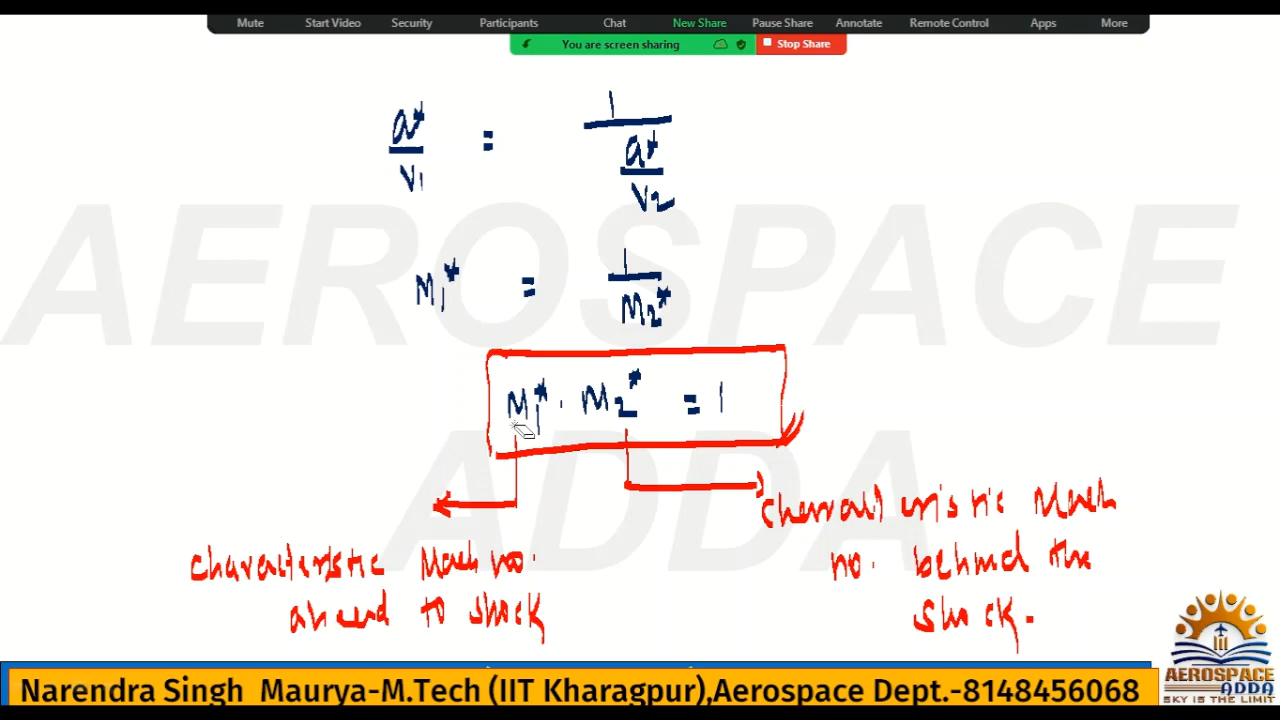 Mute Start Video Security Participants Chat New Share Pause Share Annotate Remote Control Apps More
You are screen sharing Stop Share
a*/V1 = 1/(a*/V2)
M1* = 1/M2*
M1* . M2* = 1
characteristic Mach no.
ahead to shock
characteristic Mach
no. behind the
shock.
AEROSPACE
ADDA
AEROSPACE
ADDA
SKY IS THE LIMIT
Narendra Singh Maurya-M.Tech (IIT Kharagpur),Aerospace Dept.-8148456068